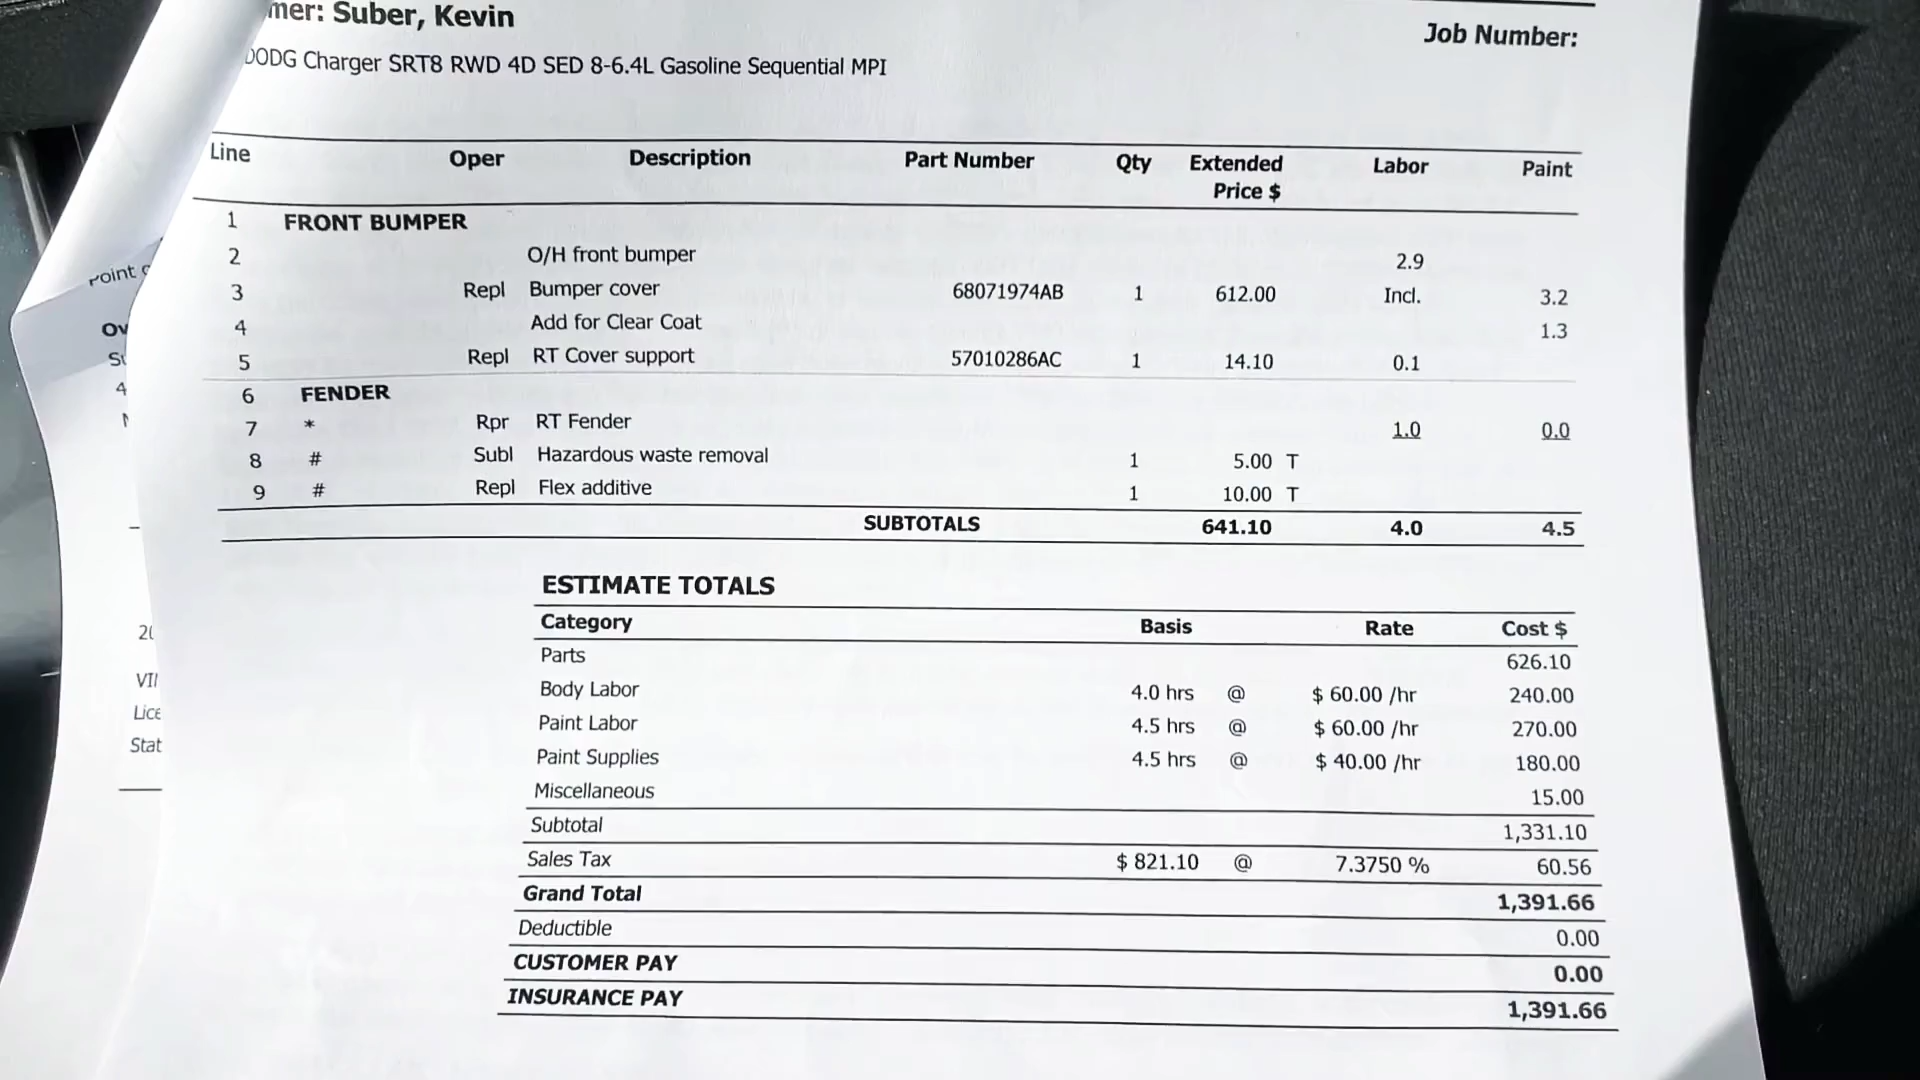 mer: Suber, Kevin
Job Number:
DODG Charger SRT8 RWD 4D SED 8-6.4L Gasoline Sequential MPI
Line Oper Description Part Number Qty Extended Price $ Labor Paint
1 FRONT BUMPER
2 O/H front bumper 2.9
3 Repl Bumper cover 68071974AB 1 612.00 Incl. 3.2
4 Add for Clear Coat 1.3
5 Repl RT Cover support 57010286AC 1 14.10 0.1
6 FENDER
7 * Rpr RT Fender 1.0 0.0
8 # Subl Hazardous waste removal 1 5.00 T
9 # Repl Flex additive 1 10.00 T
SUBTOTALS 641.10 4.0 4.5
ESTIMATE TOTALS
Category Basis Rate Cost $
Parts 626.10
Body Labor 4.0 hrs @ $ 60.00 /hr 240.00
Paint Labor 4.5 hrs @ $ 60.00 /hr 270.00
Paint Supplies 4.5 hrs @ $ 40.00 /hr 180.00
Miscellaneous 15.00
Subtotal 1,331.10
Sales Tax $ 821.10 @ 7.3750 % 60.56
Grand Total 1,391.66
Deductible 0.00
CUSTOMER PAY 0.00
INSURANCE PAY 1,391.66